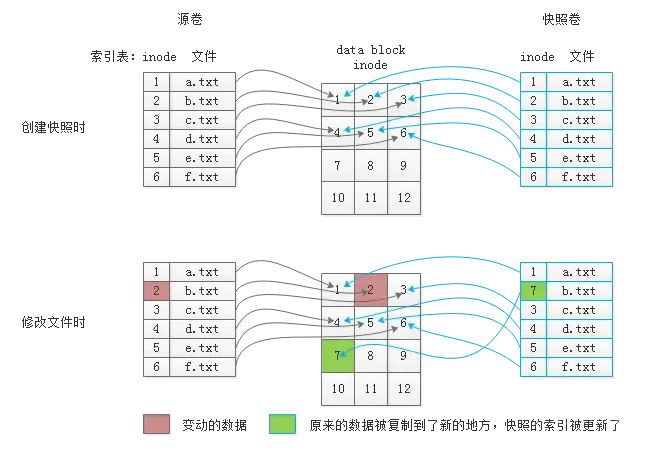 源卷 快照卷
索引表: inode 文件 data block inode 文件
inode
创建快照时
1 a.txt
2 b.txt
3 c.txt
4 d.txt
5 e.txt
6 f.txt
1 2 3
4 5 6
7 8 9
10 11 12
1 a.txt
2 b.txt
3 c.txt
4 d.txt
5 e.txt
6 f.txt
修改文件时
1 a.txt
2 b.txt
3 c.txt
4 d.txt
5 e.txt
6 f.txt
1 2 3
4 5 6
7 8 9
10 11 12
1 a.txt
7 b.txt
3 c.txt
4 d.txt
5 e.txt
6 f.txt
变动的数据 原来的数据被复制到了新的地方，快照的索引被更新了